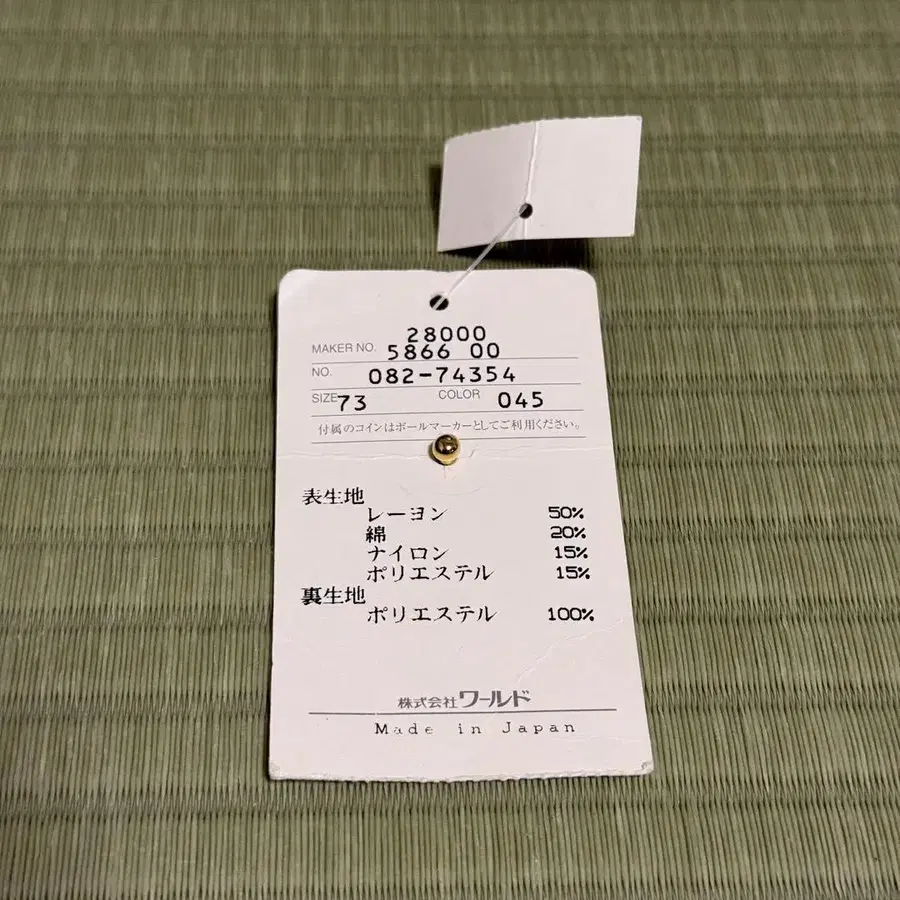 28000
MAKER NO. 5866 00
NO. 082-74354
SIZE 73 COLOR 045
付属のコインはボールマーカーとしてご利用ください。
表生地
レーヨン 50%
綿 20%
ナイロン 15%
ポリエステル 15%
裏生地
ポリエステル 100%
株式会社ワールド
Made in Japan